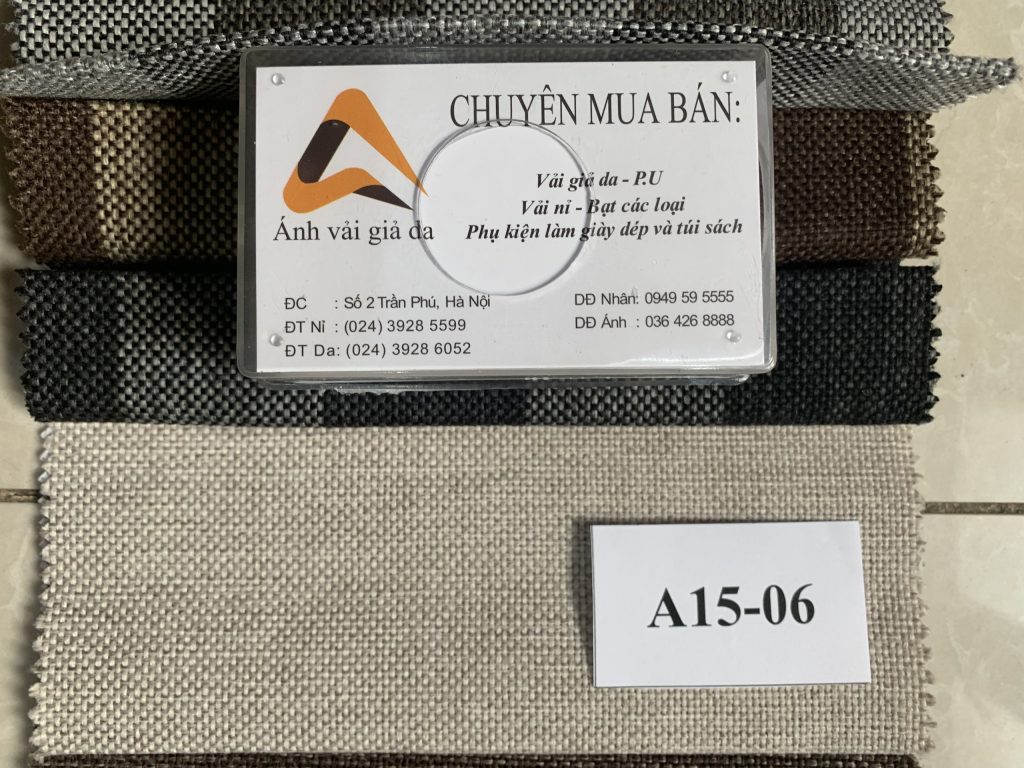 CHUYÊN MUA BÁN:
Vải giả da - P.U
Vải nỉ - Bạt các loại
Phụ kiện làm giày dép và túi sách
Ánh vải giả da
ĐC : Số 2 Trần Phú, Hà Nội
ĐT Nỉ : (024) 3928 5599
ĐT Da: (024) 3928 6052
DĐ Nhân: 0949 59 5555
DĐ Ánh : 036 426 8888
A15-06